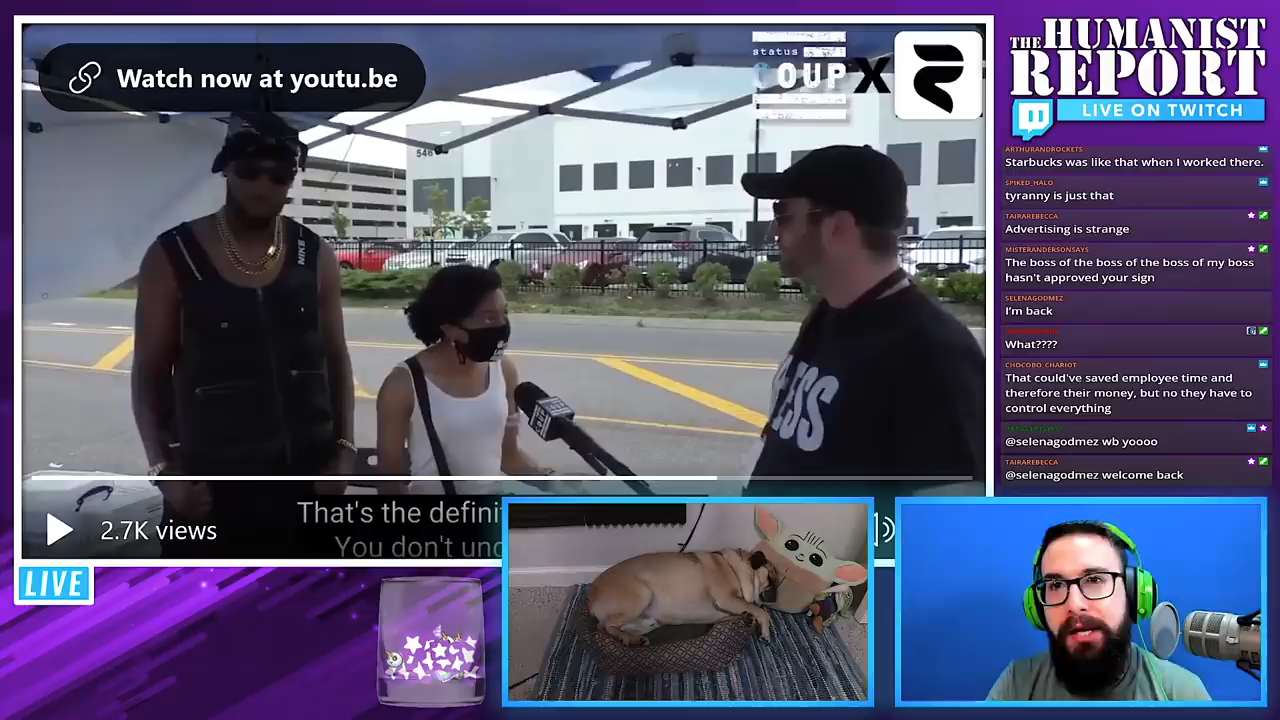 Watch now at youtu.be
status
COUP X
546
NIKE
ESS
2.7K views
That's the defini
You don't und
LIVE
THE HUMANIST
REPORT
LIVE ON TWITCH
ARTHURANDROCKETS
Starbucks was like that when I worked there.
SPIKED_HALO
tyranny is just that
TAIRAREBECCA
Advertising is strange
MISTERANDERSONSAYS
The boss of the boss of the boss of my boss
hasn't approved your sign
SELENAGODMEZ
I'm back
What????
CHOCOBO_CHARIOT
That could've saved employee time and
therefore their money, but no they have to
control everything
@selenagodmez wb yoooo
TAIRAREBECCA
@selenagodmez welcome back